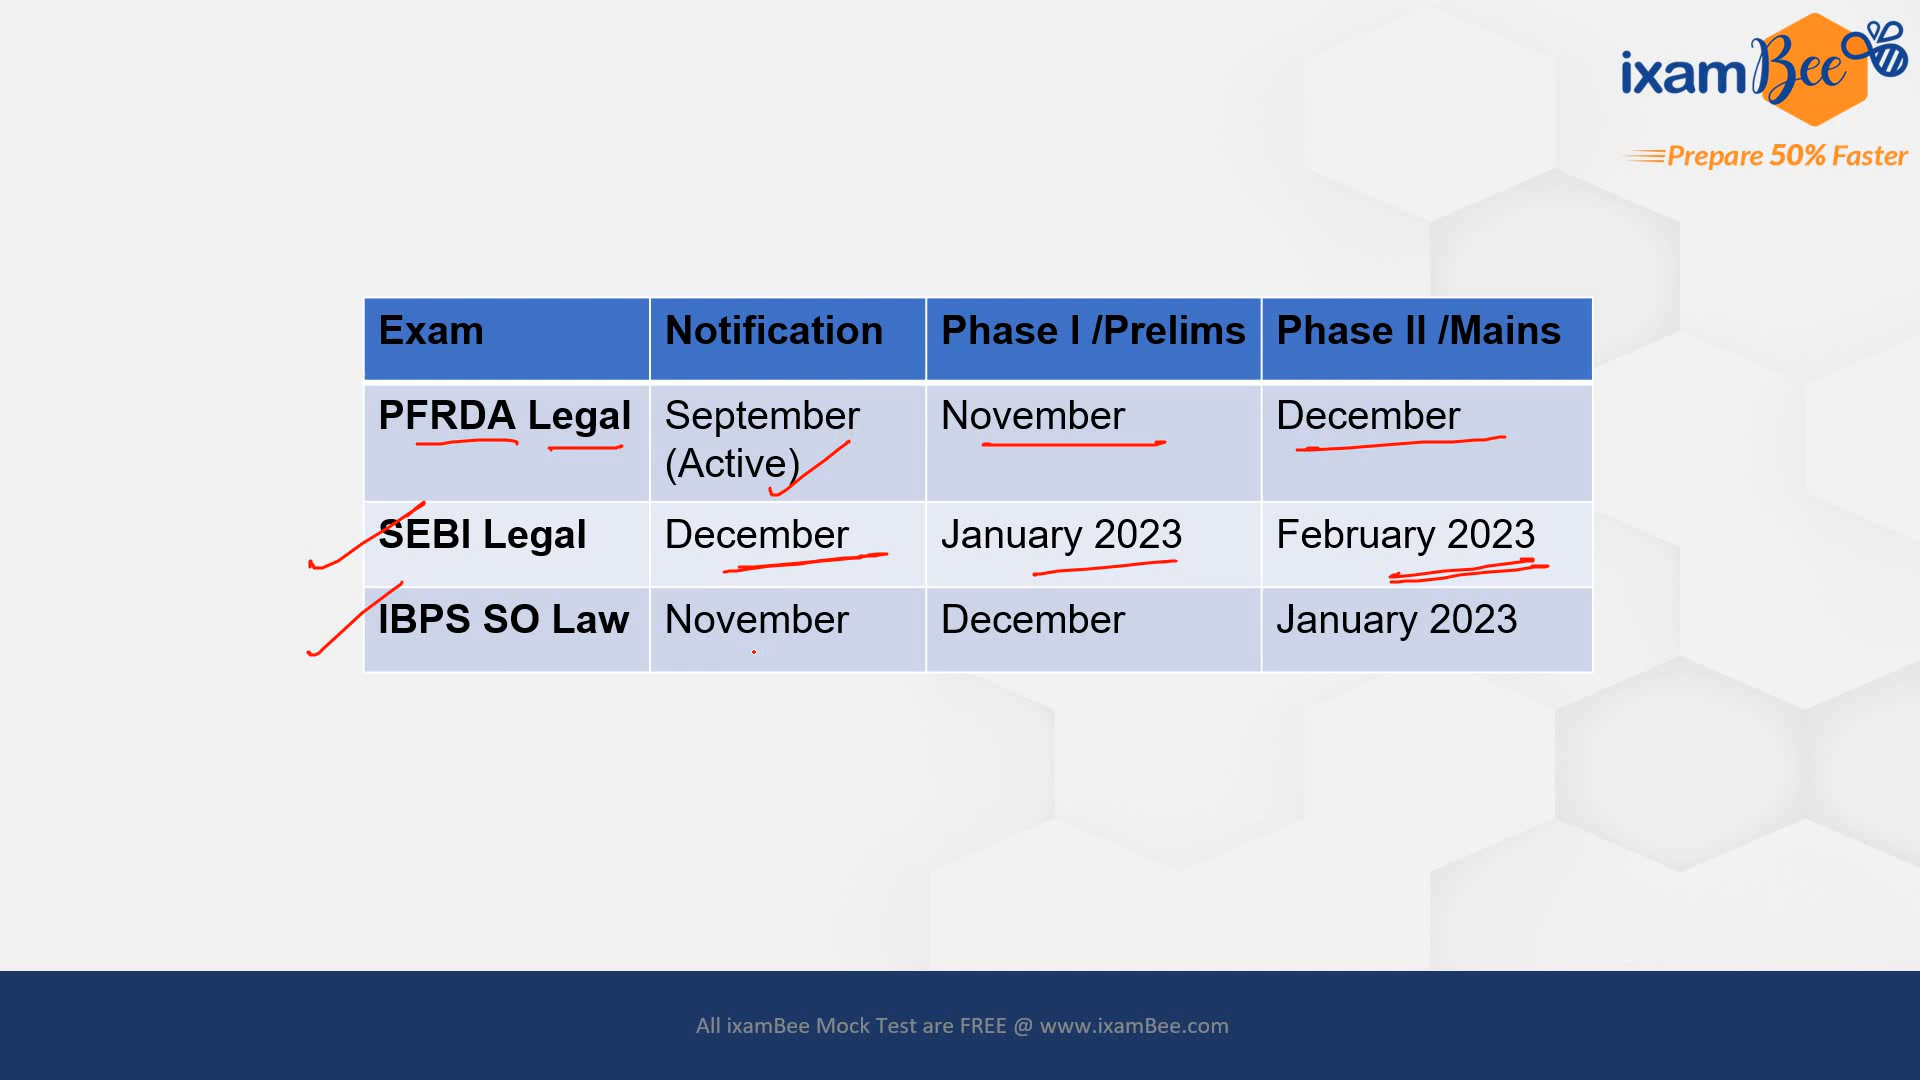 ixamBee
Prepare 50% Faster
Exam Notification Phase I /Prelims Phase II /Mains
PFRDA Legal September November December
(Active)
SEBI Legal December January 2023 February 2023
IBPS SO Law November December January 2023
All ixamBee Mock Test are FREE @ www.ixamBee.com